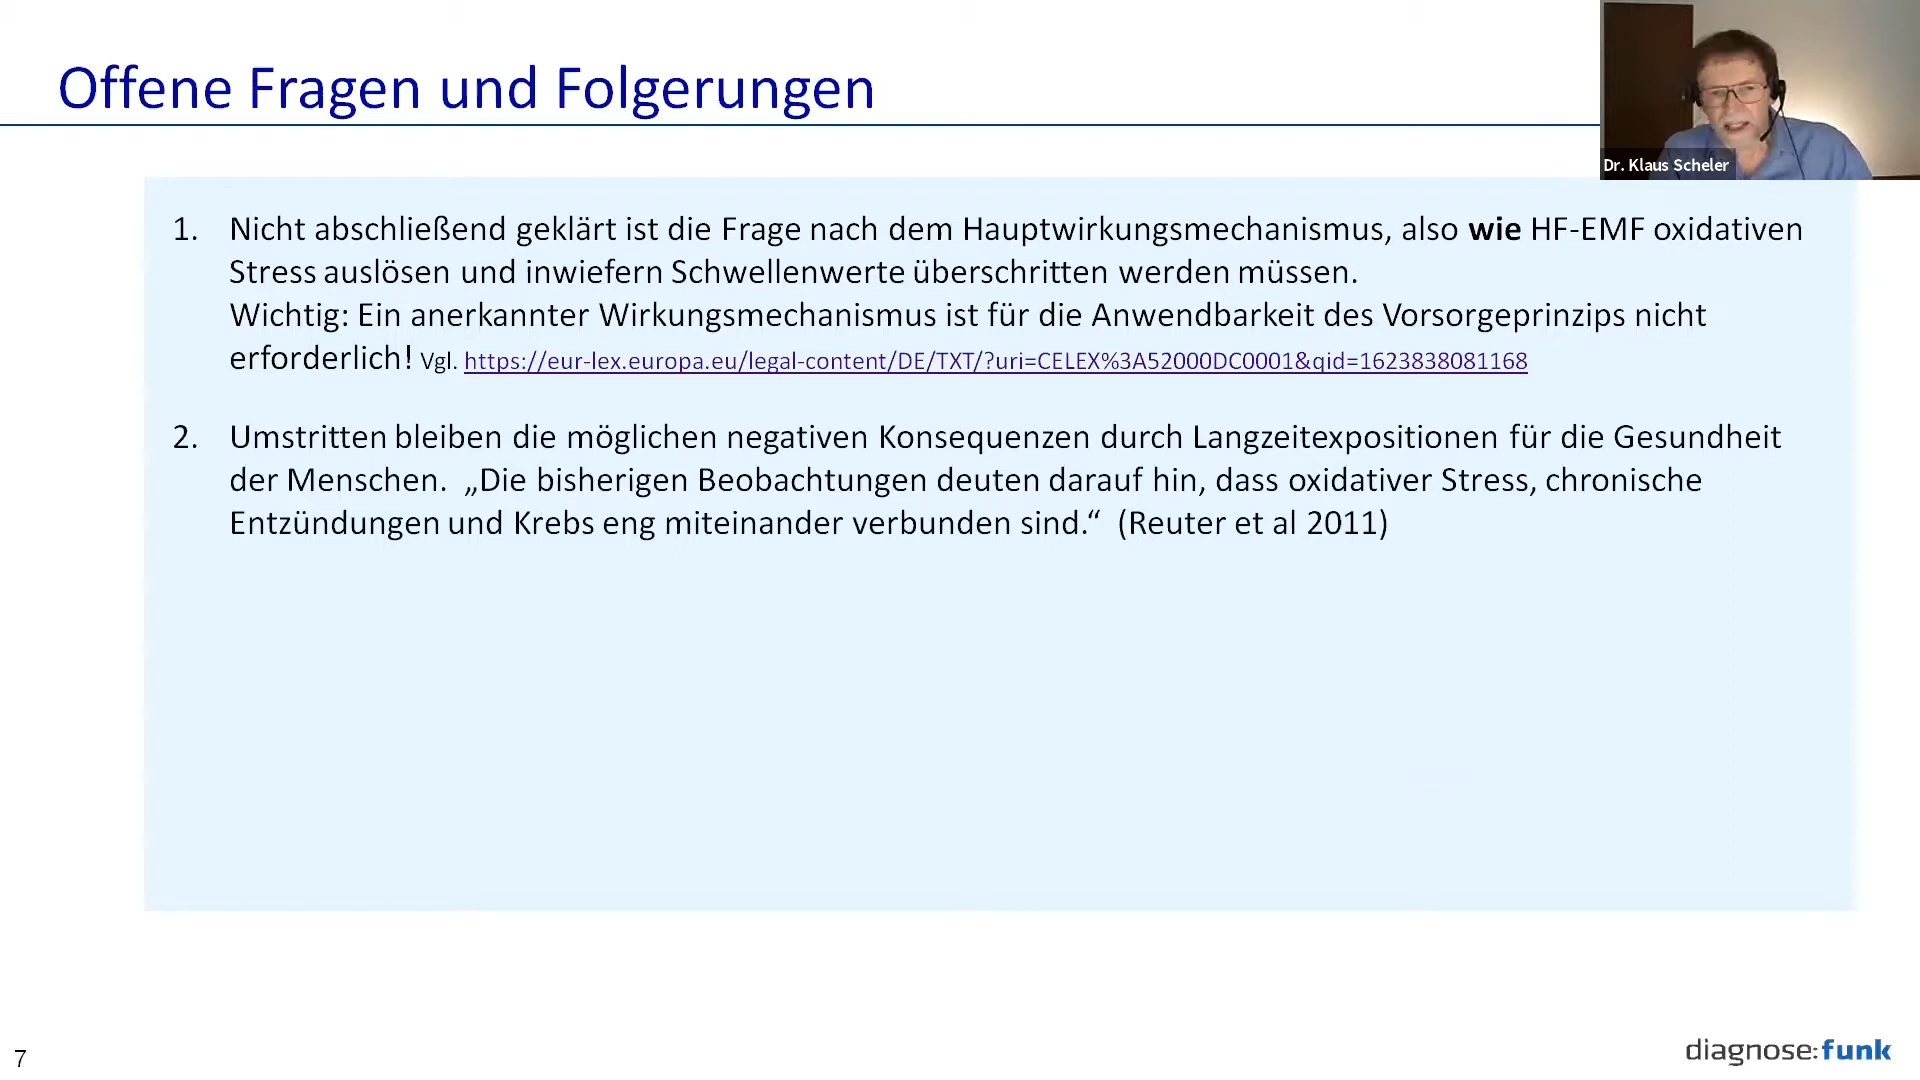 Offene Fragen und Folgerungen
Dr. Klaus Scheler
1. Nicht abschließend geklärt ist die Frage nach dem Hauptwirkungsmechanismus, also wie HF-EMF oxidativen
Stress auslösen und inwiefern Schwellenwerte überschritten werden müssen.
Wichtig: Ein anerkannter Wirkungsmechanismus ist für die Anwendbarkeit des Vorsorgeprinzips nicht
erforderlich! Vgl. https://eur-lex.europa.eu/legal-content/DE/TXT/?uri=CELEX%3A52000DC0001&qid=1623838081168
2. Umstritten bleiben die möglichen negativen Konsequenzen durch Langzeitexpositionen für die Gesundheit
der Menschen. „Die bisherigen Beobachtungen deuten darauf hin, dass oxidativer Stress, chronische
Entzündungen und Krebs eng miteinander verbunden sind.“ (Reuter et al 2011)
7
diagnose:funk